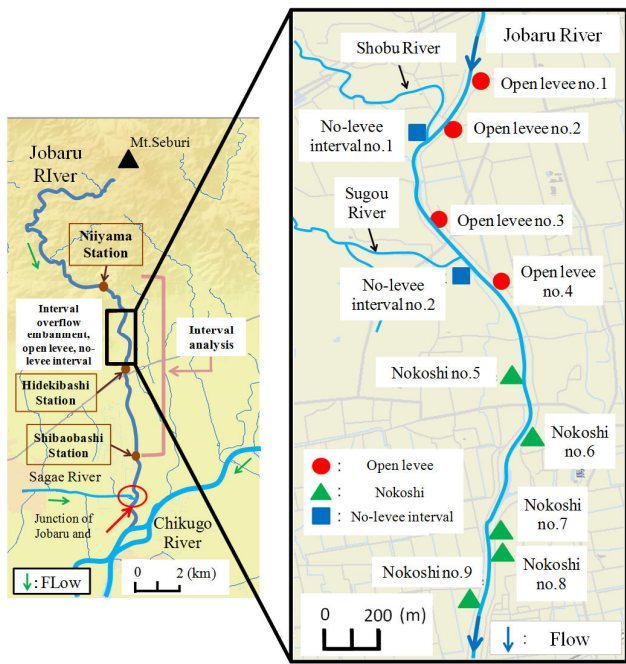 Jobaru
RIver
Mt.Seburi
Niiyama
Station
Interval
overflow
embanment,
open levee, no-
levee interval
Interval
analysis
Hidekibashi
Station
Shibaobashi
Station
Sagae River
Junction of
Jobaru and
Chikugo
River
: FLow
0 2 (km)
Jobaru River
Shobu River
Open levee no.1
No-levee
interval no.1
Open levee no.2
Sugou
River
Open levee no.3
No-levee
interval no.2
Open levee
no.4
Nokoshi no.5
Nokoshi
no.6
: Open levee
: Nokoshi
: No-levee interval
Nokoshi
no.7
Nokoshi
no.8
Nokoshi no.9
0 200 (m)
: Flow